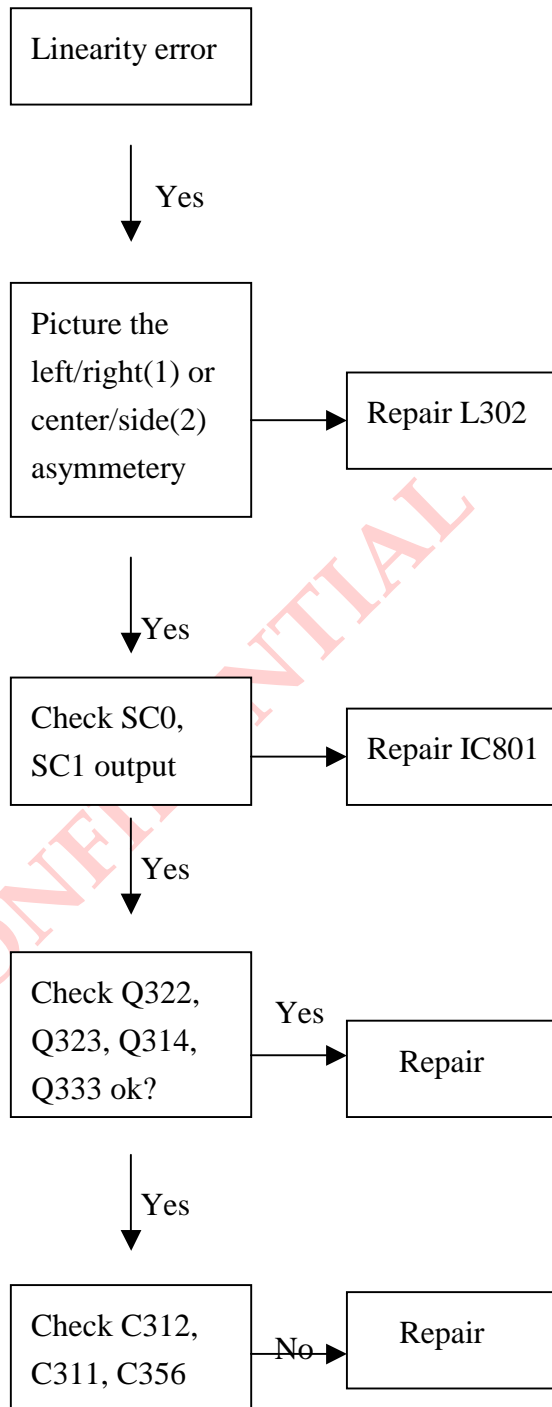 Linearity error
Yes
Picture the
left/right(1) or
center/side(2)
asymmetery
Repair L302
Yes
Check SC0,
SC1 output
Repair IC801
Yes
Check Q322,
Q323, Q314,
Q333 ok?
Yes
Repair
Yes
Check C312,
C311, C356
No
Repair